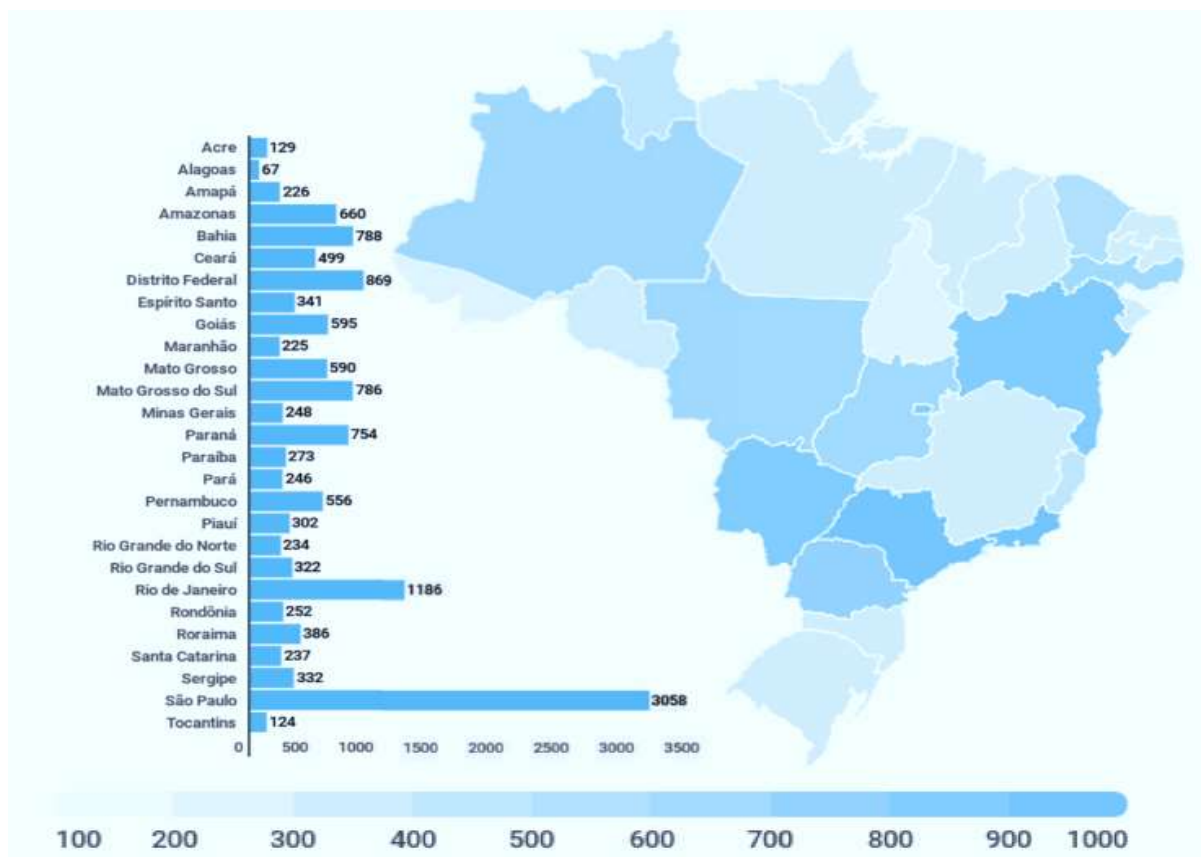 Acre 129
Alagoas 67
Amapá 226
Amazonas 660
Bahia 788
Ceará 499
Distrito Federal 869
Espírito Santo 341
Goiás 595
Maranhão 225
Mato Grosso 590
Mato Grosso do Sul 786
Minas Gerais 248
Paraná 754
Paraíba 273
Pará 246
Pernambuco 556
Piauí 302
Rio Grande do Norte 234
Rio Grande do Sul 322
Rio de Janeiro 1186
Rondônia 252
Roraima 386
Santa Catarina 237
Sergipe 332
São Paulo 3058
Tocantins 124
0 500 1000 1500 2000 2500 3000 3500
100 200 300 400 500 600 700 800 900 1000